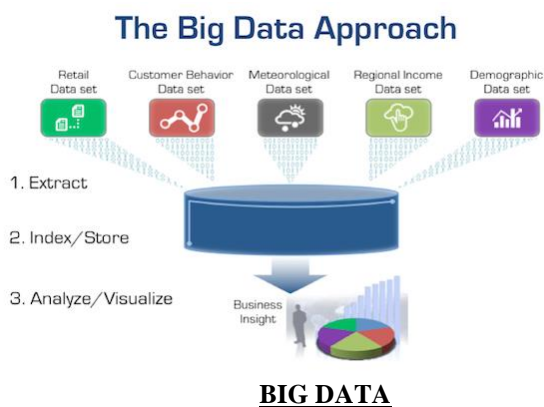 The Big Data Approach
Retail
Data set
Customer Behavior
Data set
Meteorological
Data set
Regional Income
Data set
Demographic
Data set
1. Extract
2. Index/Store
3. Analyze/Visualize
Business
Insight
BIG DATA